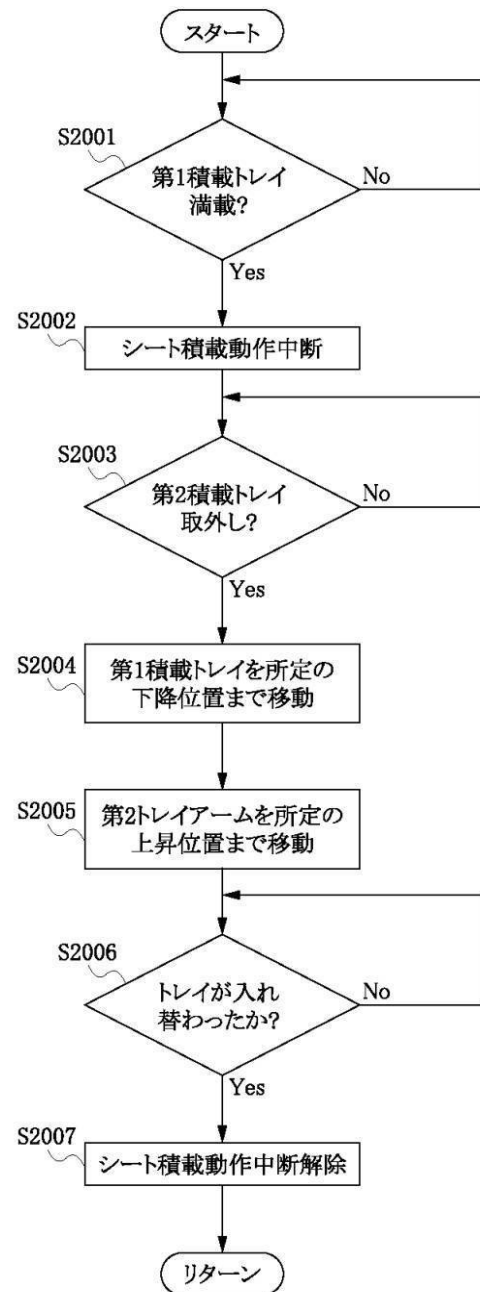 スタート
S2001
第1積載トレイ
満載?
No
Yes
S2002
シート積載動作中断
S2003
第2積載トレイ
取外し?
No
Yes
S2004
第1積載トレイを所定の
下降位置まで移動
S2005
第2トレイアームを所定の
上昇位置まで移動
S2006
トレイが入れ
替わったか?
No
Yes
S2007
シート積載動作中断解除
リターン